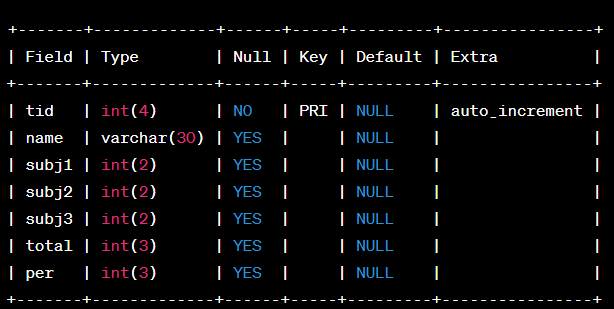 +-------+-------------+------+-----+---------+----------------+
| Field | Type        | Null | Key | Default | Extra          |
+-------+-------------+------+-----+---------+----------------+
| tid   | int(4)      | NO   | PRI | NULL    | auto_increment |
| name  | varchar(30) | YES  |     | NULL    |                |
| subj1 | int(2)      | YES  |     | NULL    |                |
| subj2 | int(2)      | YES  |     | NULL    |                |
| subj3 | int(2)      | YES  |     | NULL    |                |
| total | int(3)      | YES  |     | NULL    |                |
| per   | int(3)      | YES  |     | NULL    |                |
+-------+-------------+------+-----+---------+----------------+